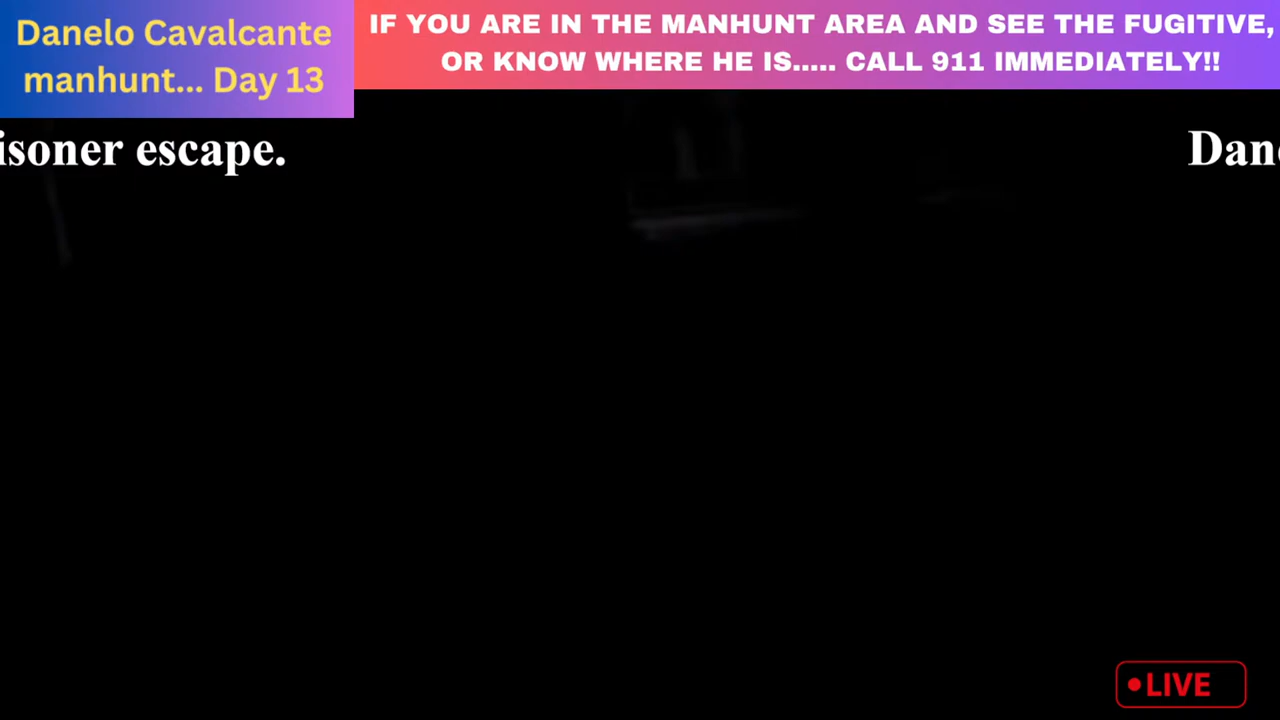 Danelo Cavalcante
manhunt... Day 13
IF YOU ARE IN THE MANHUNT AREA AND SEE THE FUGITIVE,
OR KNOW WHERE HE IS..... CALL 911 IMMEDIATELY!!
isoner escape.
Dan
LIVE